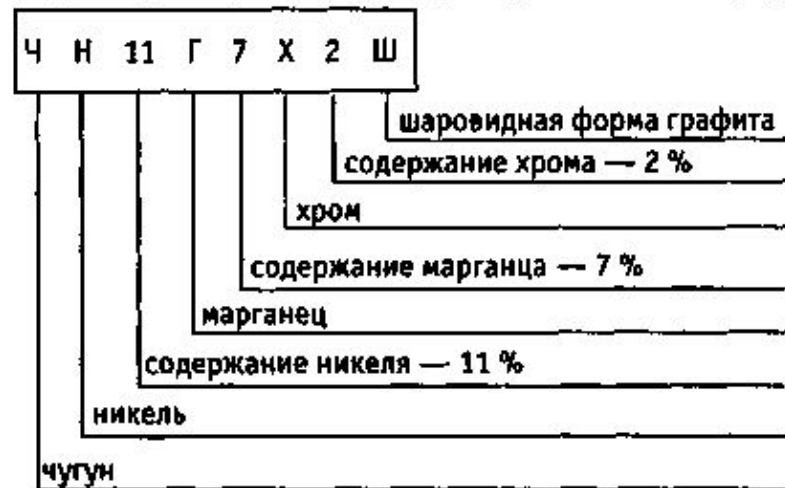 Ч Н 11 Г 7 Х 2 Ш
шаровидная форма графита
содержание хрома — 2 %
хром
содержание марганца — 7 %
марганец
содержание никеля — 11 %
никель
чугун